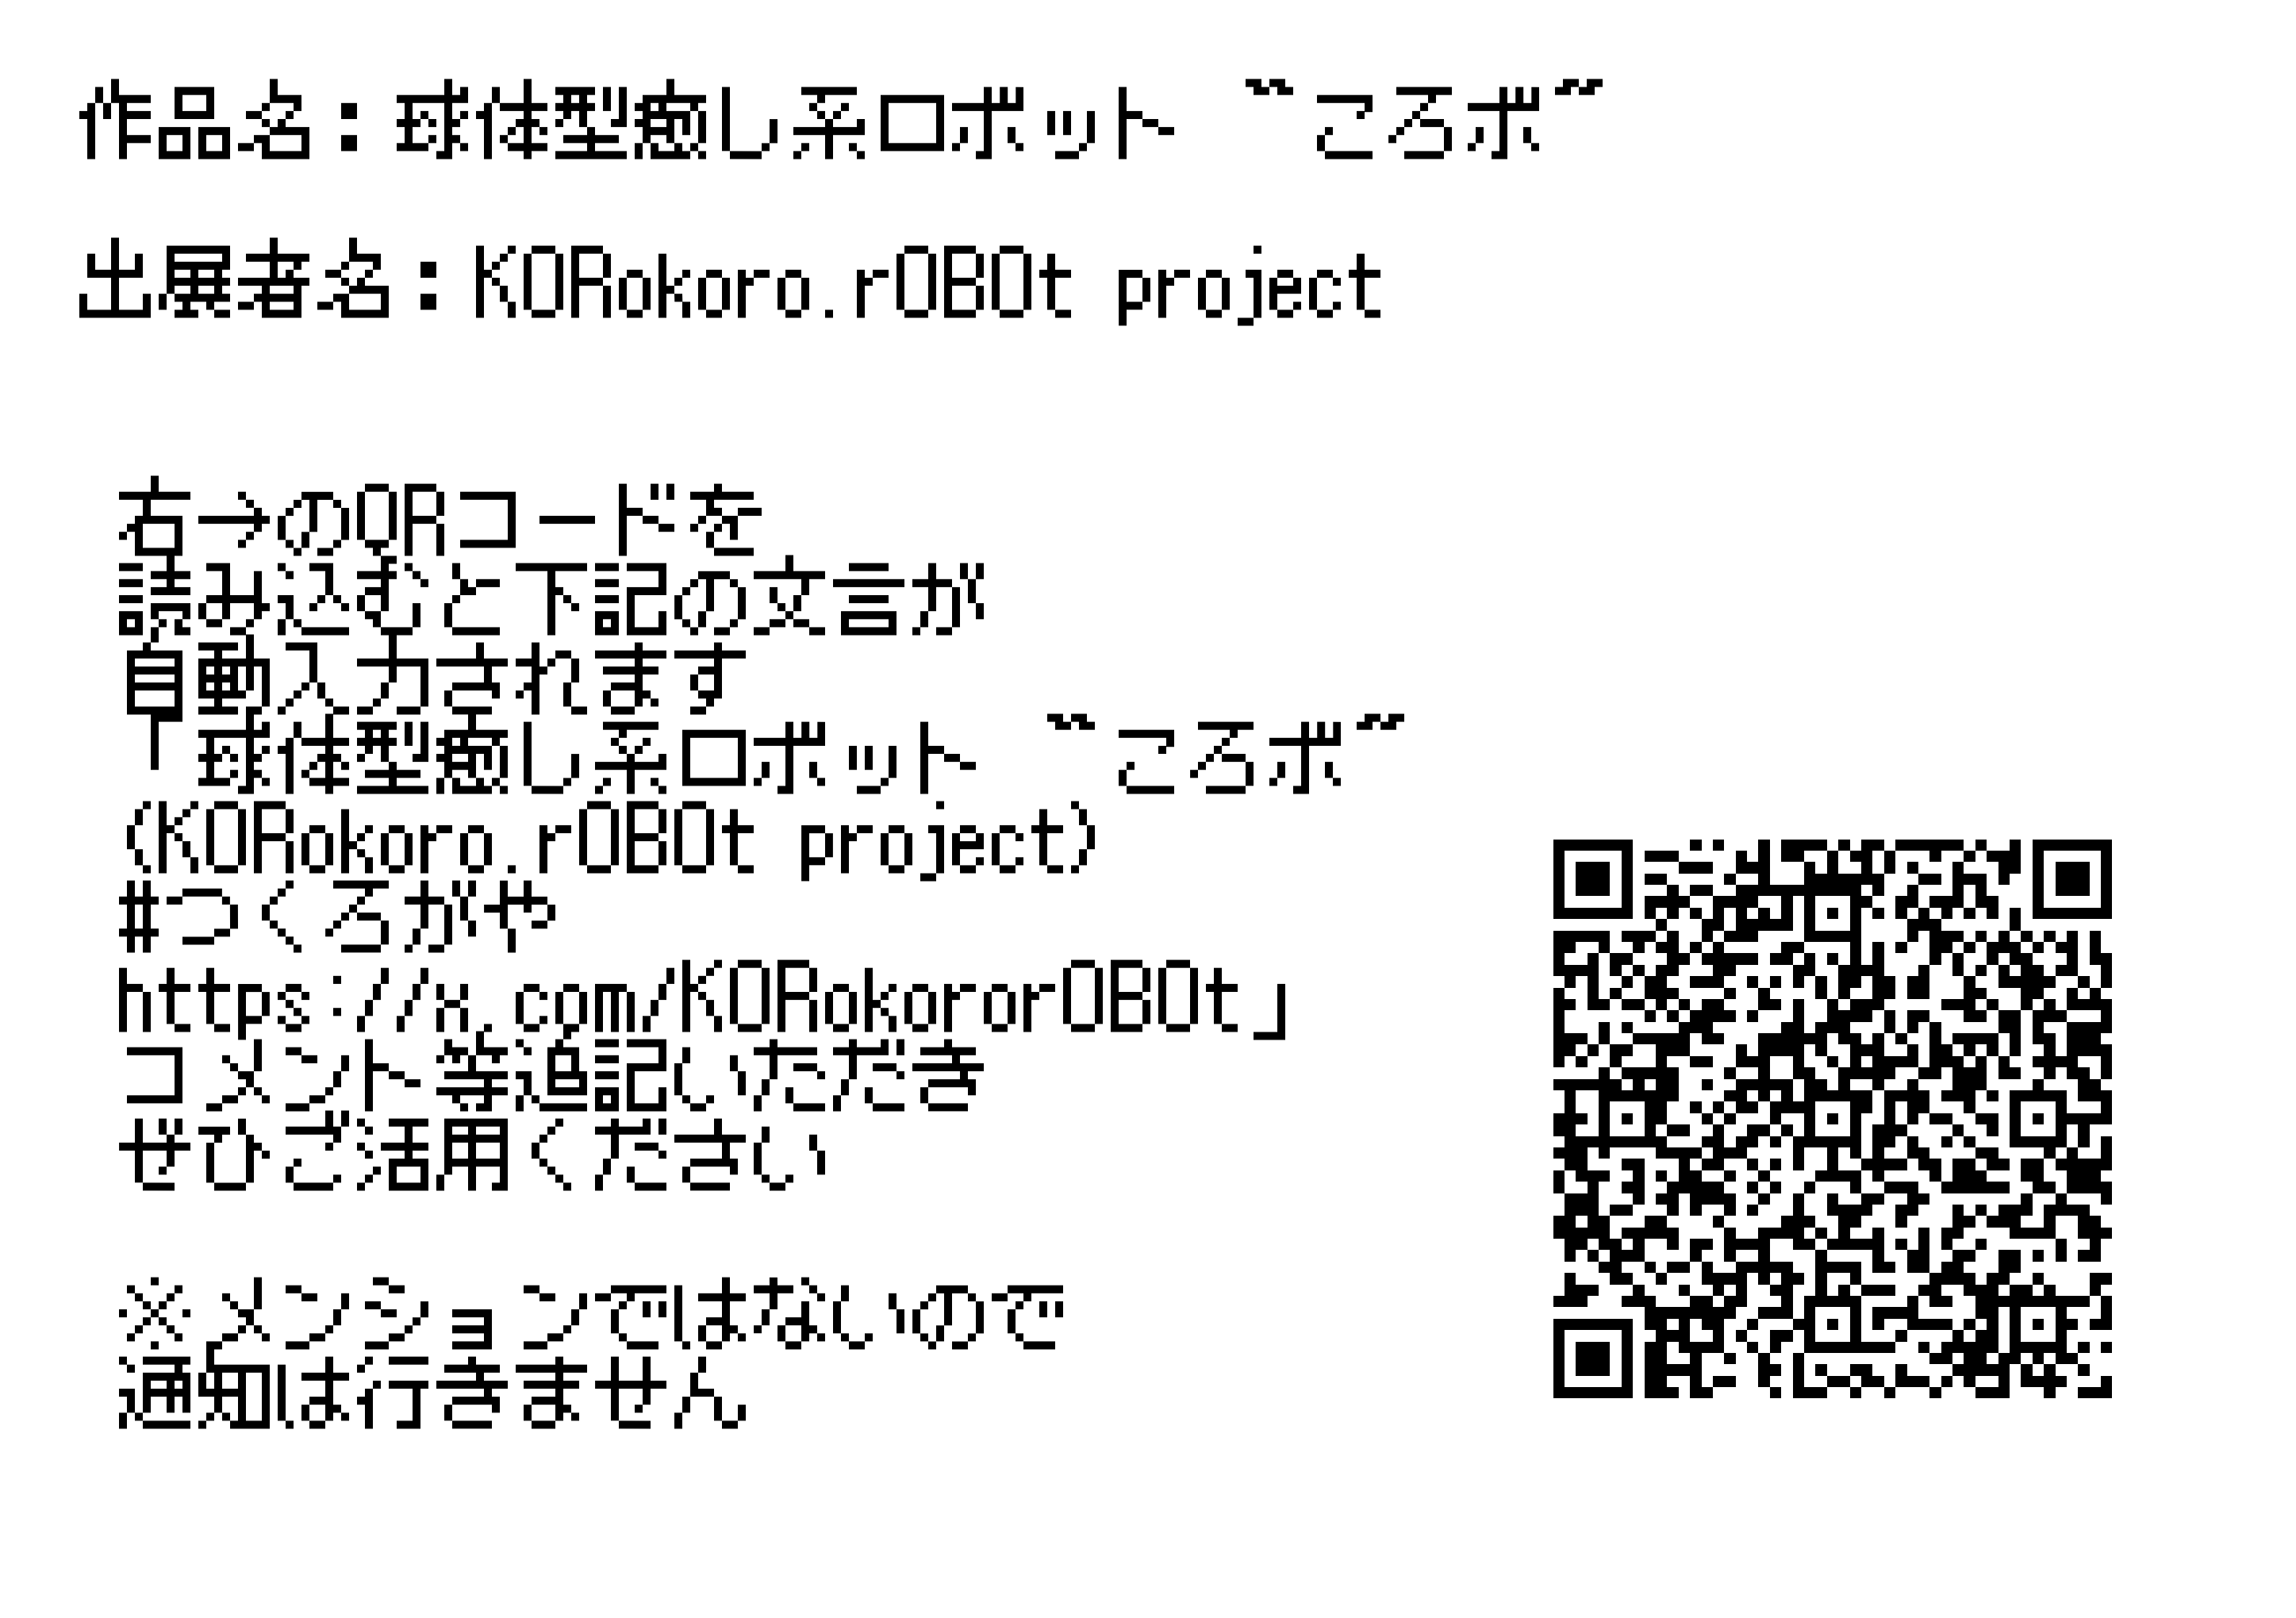 作品名：球体型癒し系ロボット　〝ころボ〞
出展者名：KORokoro.rOBOt project
右→のQRコードを
読み込むと下記の文言が
自動入力されます
「球体型癒し系ロボット　〝ころボ〞
(KORokoro.rOBOt project)
#つくろがや
https://x.com/KORokororOBOt」
コメント等追記いただき
ぜひご活用ください
※メンションではないので
通知は行きません